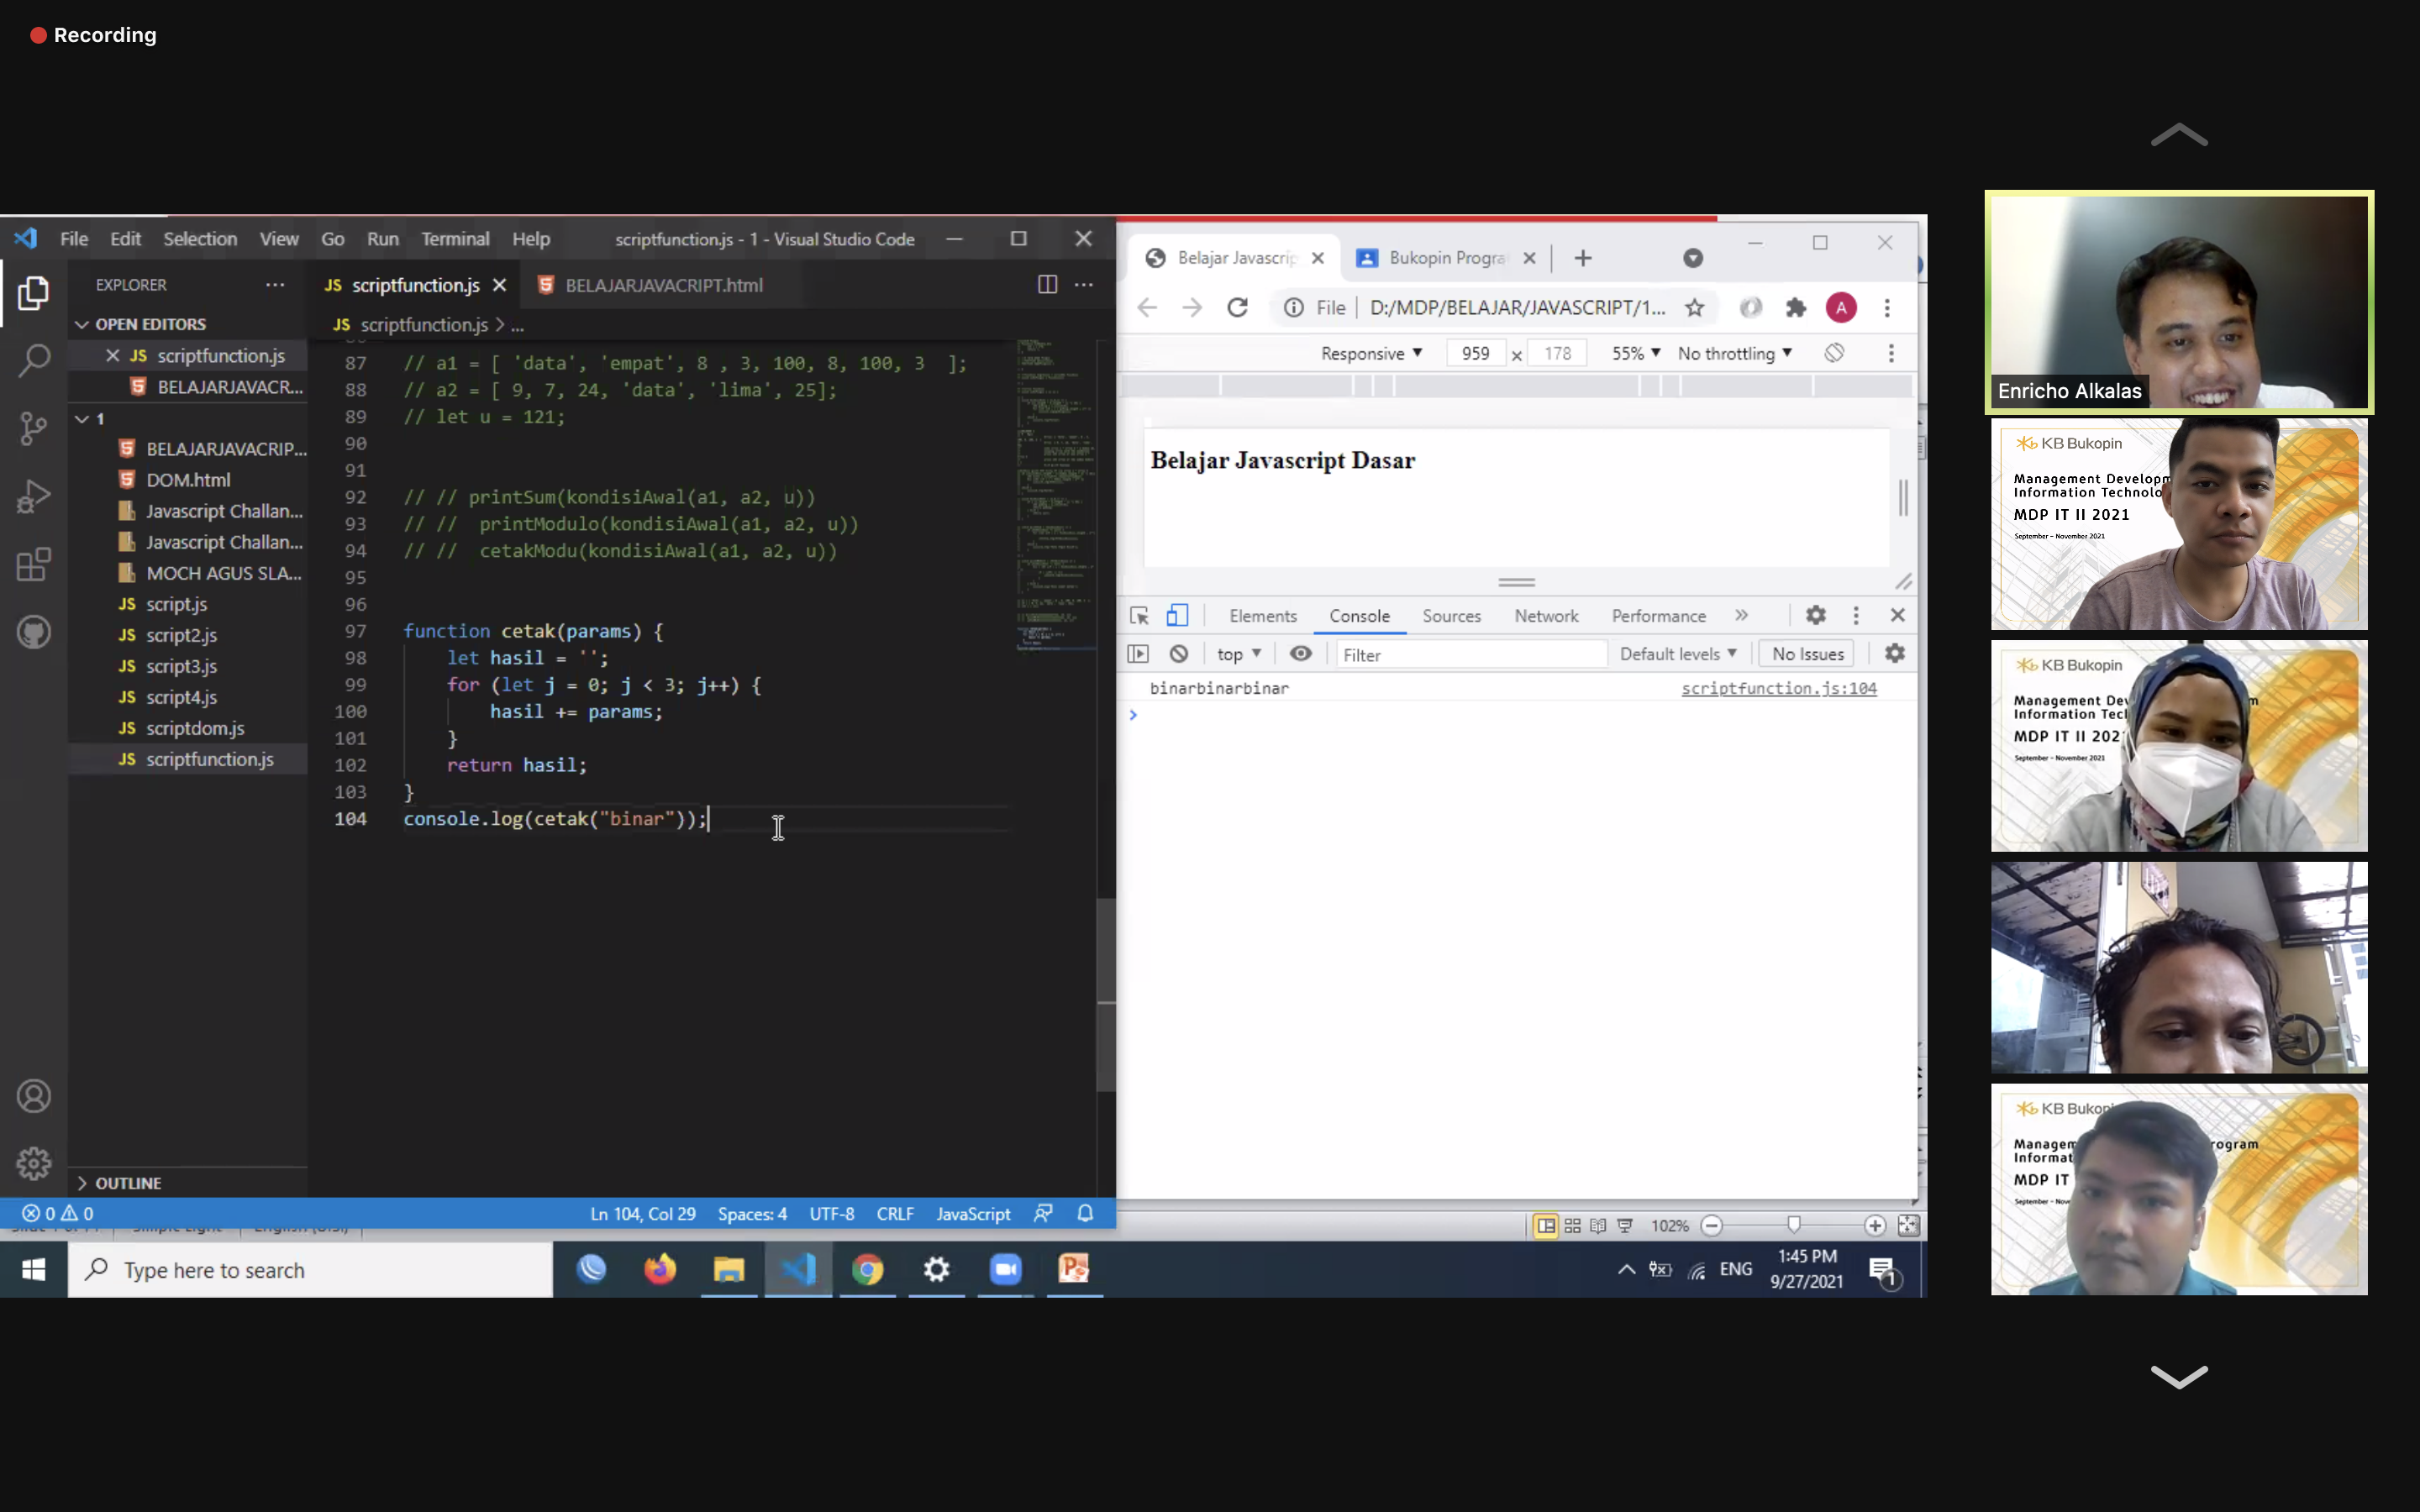 Recording
File Edit Selection View Go Run Terminal Help scriptfunction.js - 1 - Visual Studio Code
EXPLORER
OPEN EDITORS
JS scriptfunction.js
BELAJARJAVACR...
1
BELAJARJAVACRIP...
DOM.html
Javascript Challan...
Javascript Challan...
MOCH AGUS SLA...
JS script.js
JS script2.js
JS script3.js
JS script4.js
JS scriptdom.js
JS scriptfunction.js
OUTLINE
JS scriptfunction.js BELAJARJAVACRIPT.html
JS scriptfunction.js > ...
87 // a1 = [ 'data', 'empat', 8 , 3, 100, 8, 100, 3 ];
88 // a2 = [ 9, 7, 24, 'data', 'lima', 25];
89 // let u = 121;
90
91
92 // // printSum(kondisiAwal(a1, a2, u))
93 // // printModulo(kondisiAwal(a1, a2, u))
94 // // cetakModu(kondisiAwal(a1, a2, u))
95
96
97 function cetak(params) {
98 let hasil = '';
99 for (let j = 0; j < 3; j++) {
100 hasil += params;
101 }
102 return hasil;
103 }
104 console.log(cetak("binar"));
0 0 Ln 104, Col 29 Spaces: 4 UTF-8 CRLF JavaScript
Belajar Javascrip Bukopin Progra
File D:/MDP/BELAJAR/JAVASCRIPT/1...
A
Responsive 959 x 178 55% No throttling
Belajar Javascript Dasar
Elements Console Sources Network Performance
top Filter Default levels No Issues
binarbinarbinar scriptfunction.js:104
102%
Type here to search
ENG
1:45 PM
9/27/2021
1
Enricho Alkalas
KB Bukopin
Management Developm
Information Technolo
MDP IT II 2021
September – November 2021
KB Bukopin
Management Dev m
Information Tec
MDP IT II 202
September – November 2021
KB Bukopi
Managem rogram
Informat
MDP IT
September – Nov